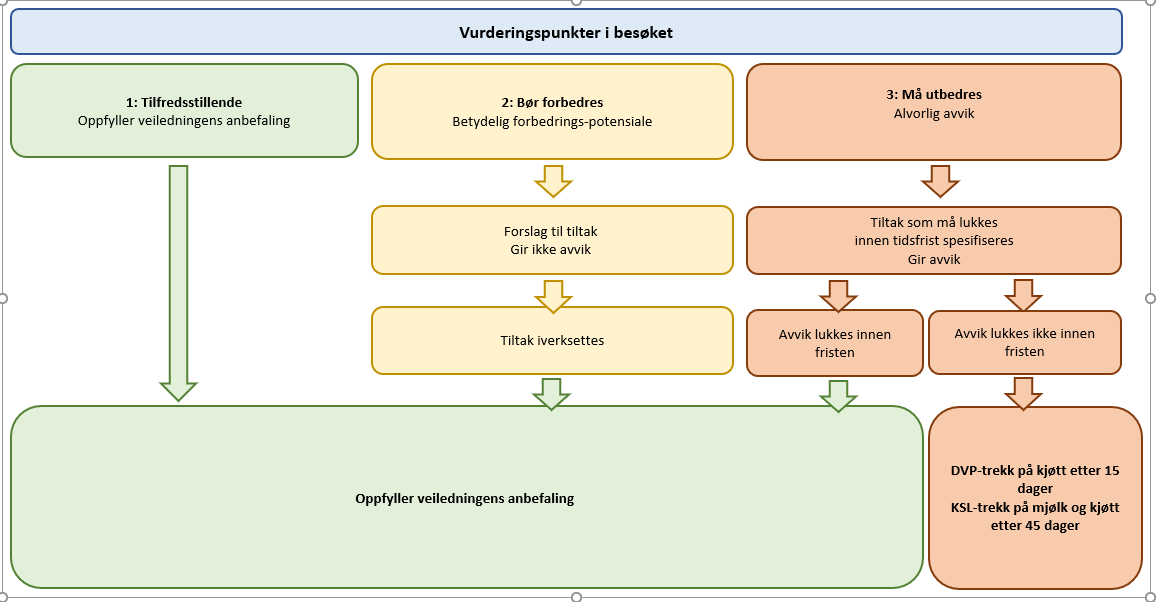 Vurderingspunkter i besøket
1: Tilfredsstillende
Oppfyller veiledningens anbefaling
2: Bør forbedres
Betydelig forbedrings-potensiale
3: Må utbedres
Alvorlig avvik
Forslag til tiltak
Gir ikke avvik
Tiltak som må lukkes
innen tidsfrist spesifiseres
Gir avvik
Tiltak iverksettes
Avvik lukkes innen
fristen
Avvik lukkes ikke innen
fristen
Oppfyller veiledningens anbefaling
DVP-trekk på kjøtt etter 15
dager
KSL-trekk på mjølk og kjøtt
etter 45 dager